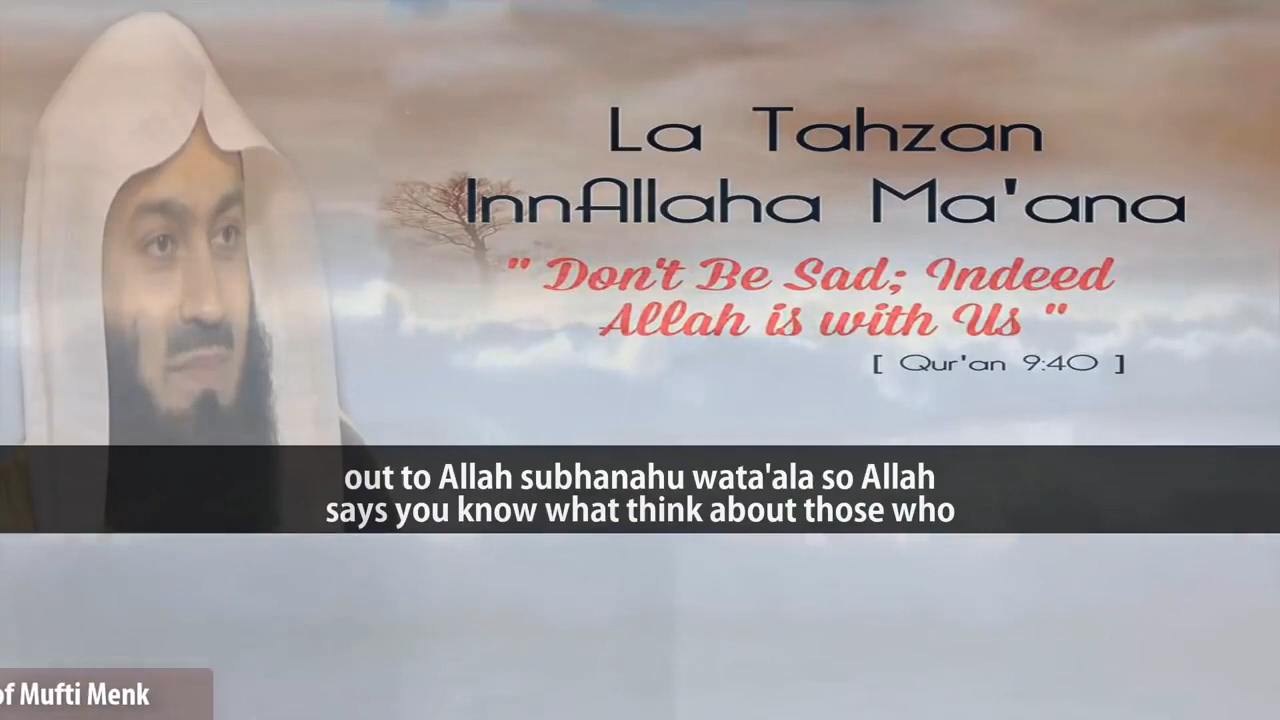 La Tahzan
InnAllaha Ma'ana
" Don't Be Sad; Indeed
Allah is with Us "
[ Qur'an 9:40 ]
out to Allah subhanahu wata'ala so Allah
says you know what think about those who
of Mufti Menk